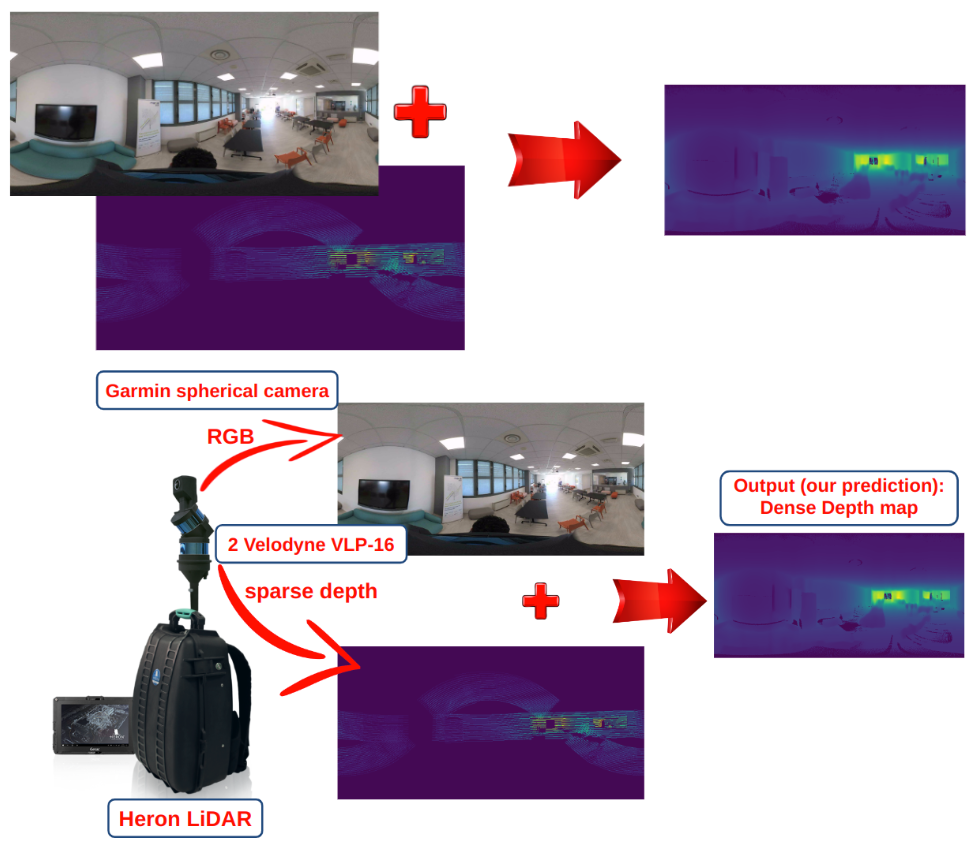 Garmin spherical camera
RGB
2 Velodyne VLP-16
sparse depth
Output (our prediction):
Dense Depth map
Heron LiDAR